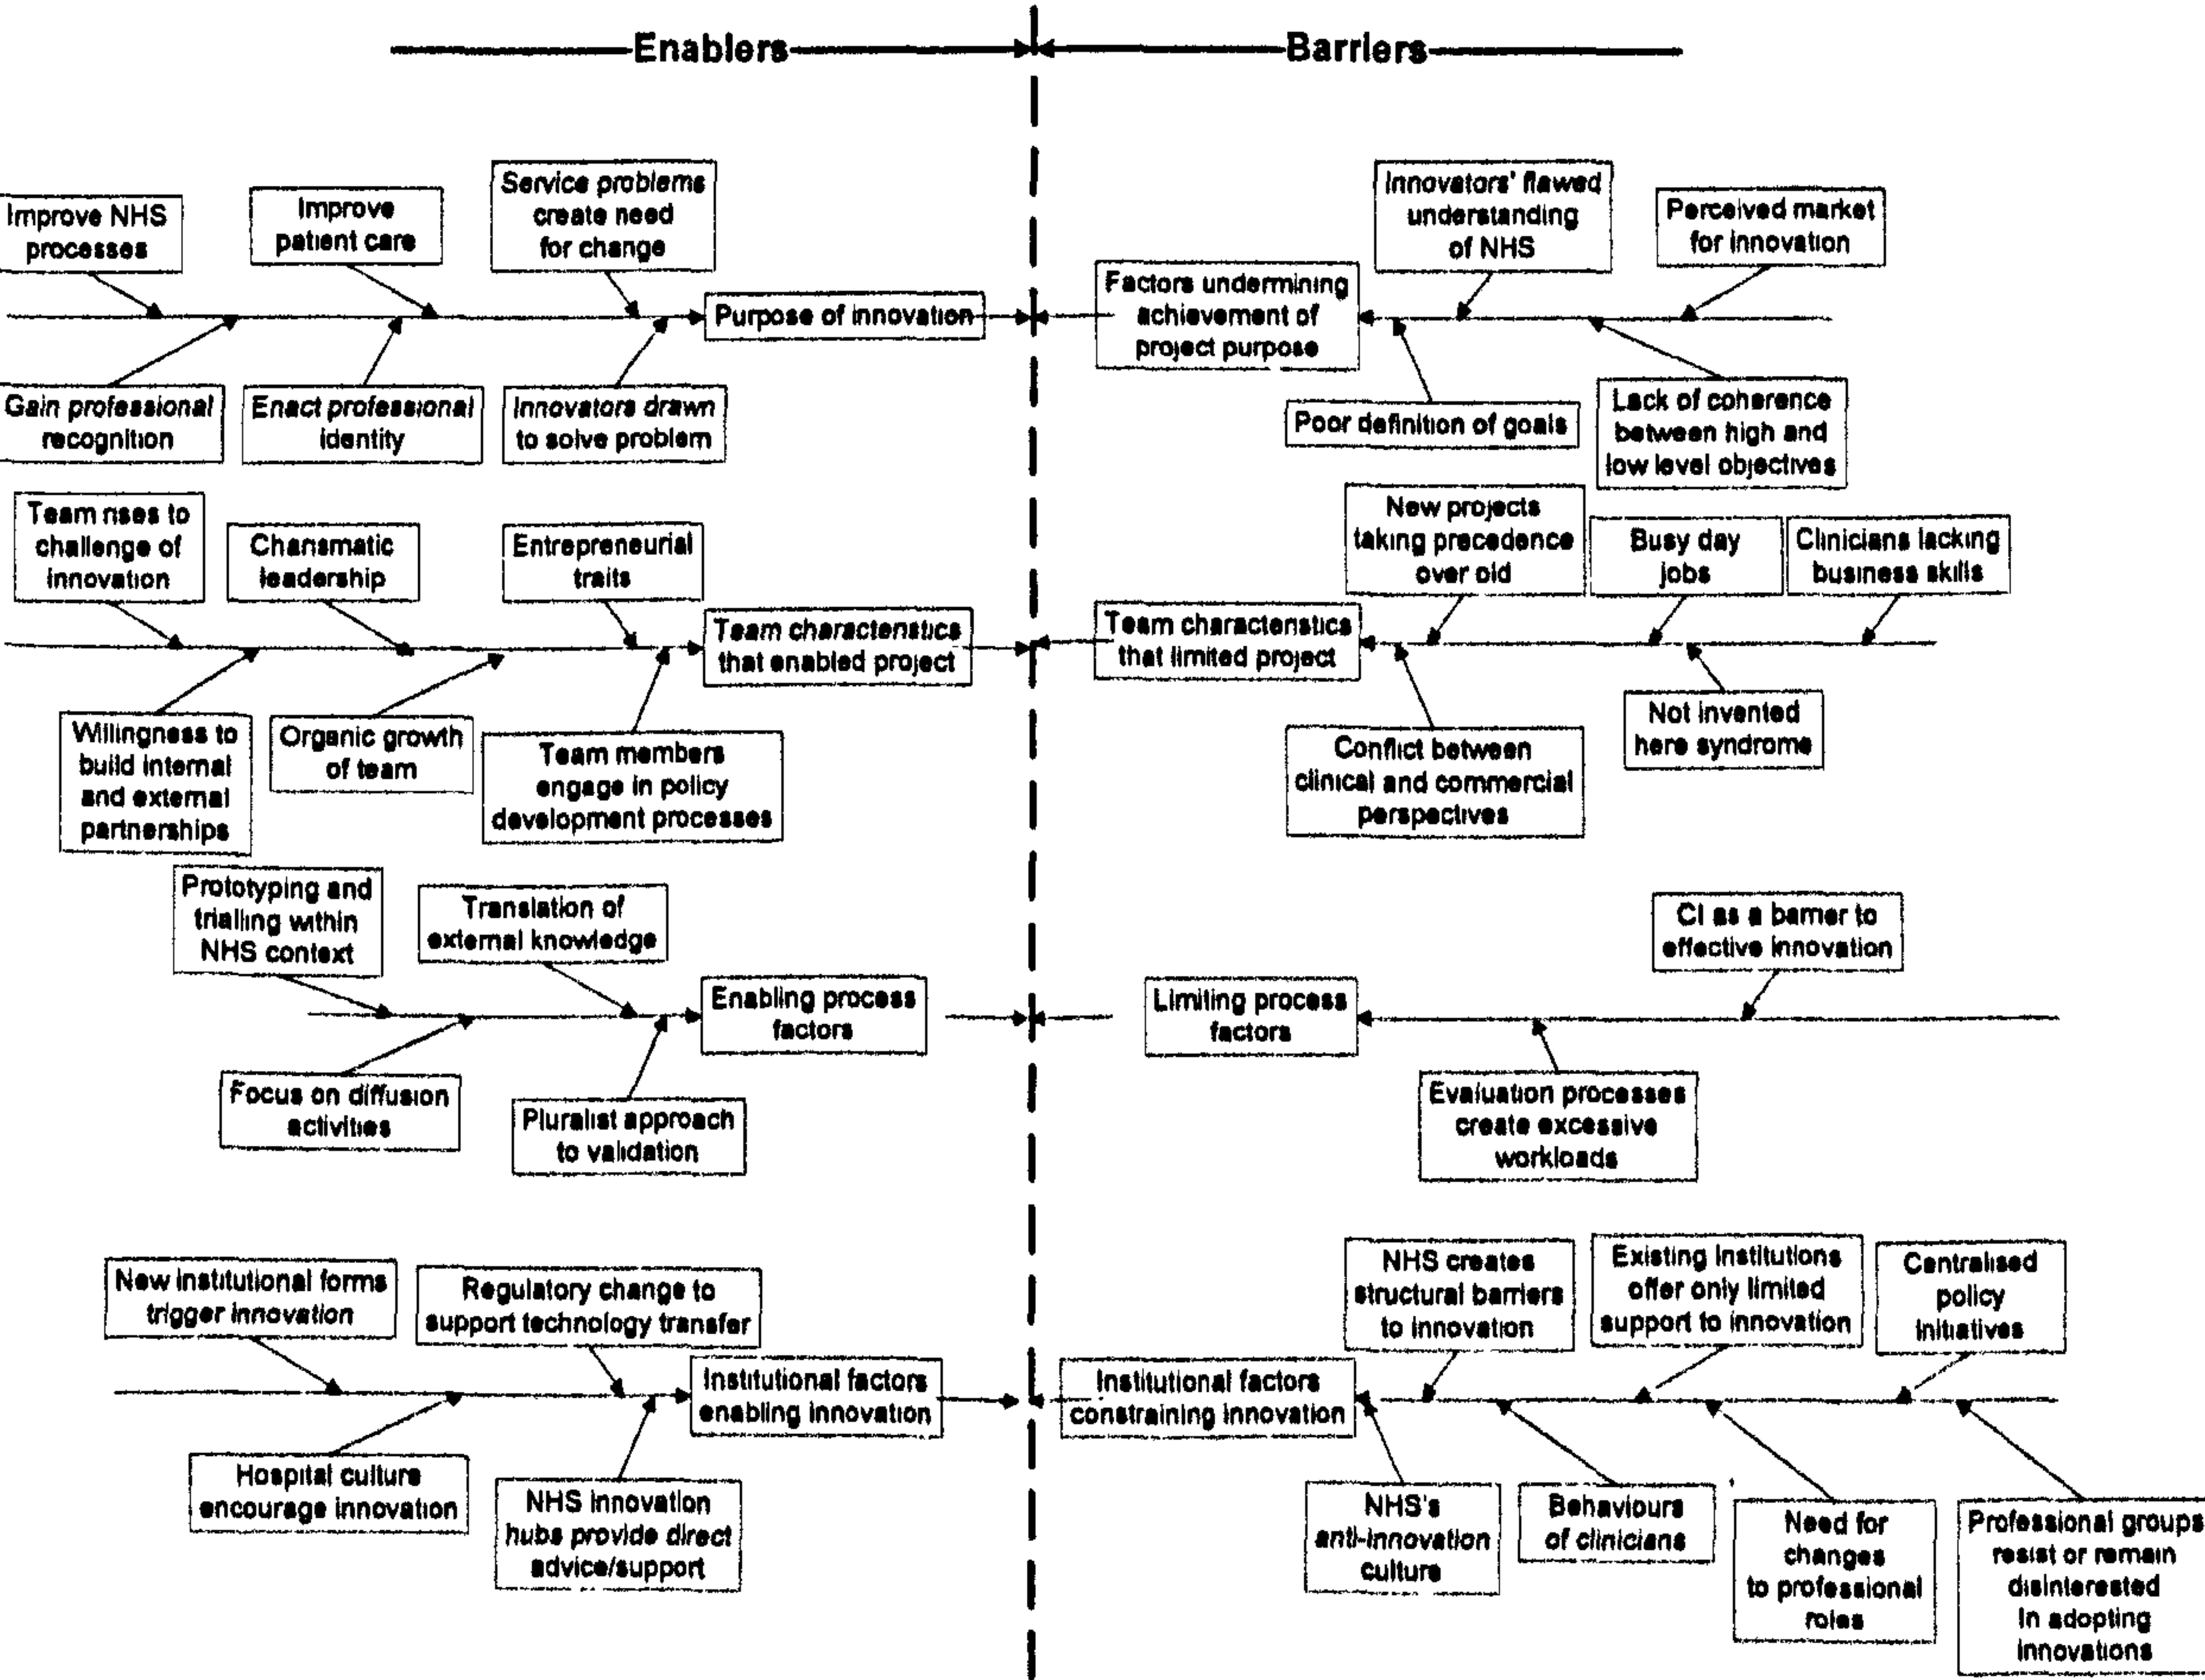 Enablers
Barriers
Improve NHS
processes
Improve
patient care
Service problems
create need
for change
Purpose of innovation
Gain professional
recognition
Enact professional
identity
Innovators drawn
to solve problem
Factors undermining
achievement of
project purpose
Innovators' flawed
understanding
of NHS
Perceived market
for innovation
Poor definition of goals
Lack of coherence
between high and
low level objectives
Team rises to
challenge of
innovation
Charismatic
leadership
Entrepreneurial
traits
Team characteristics
that enabled project
Willingness to
build internal
and external
partnerships
Organic growth
of team
Team members
engage in policy
development processes
Team characteristics
that limited project
New projects
taking precedence
over old
Busy day
jobs
Clinicians lacking
business skills
Conflict between
clinical and commercial
perspectives
Not invented
here syndrome
Prototyping and
trialling within
NHS context
Translation of
external knowledge
Enabling process
factors
Focus on diffusion
activities
Pluralist approach
to validation
Limiting process
factors
CI as a barrier to
effective innovation
Evaluation processes
create excessive
workloads
New institutional forms
trigger innovation
Regulatory change to
support technology transfer
Institutional factors
enabling innovation
Hospital culture
encourage innovation
NHS innovation
hubs provide direct
advice/support
Institutional factors
constraining innovation
NHS creates
structural barriers
to innovation
Existing institutions
offer only limited
support to innovation
Centralised
policy
initiatives
NHS's
anti-innovation
culture
Behaviours
of clinicians
Need for
changes
to professional
roles
Professional groups
resist or remain
disinterested
in adopting
innovations